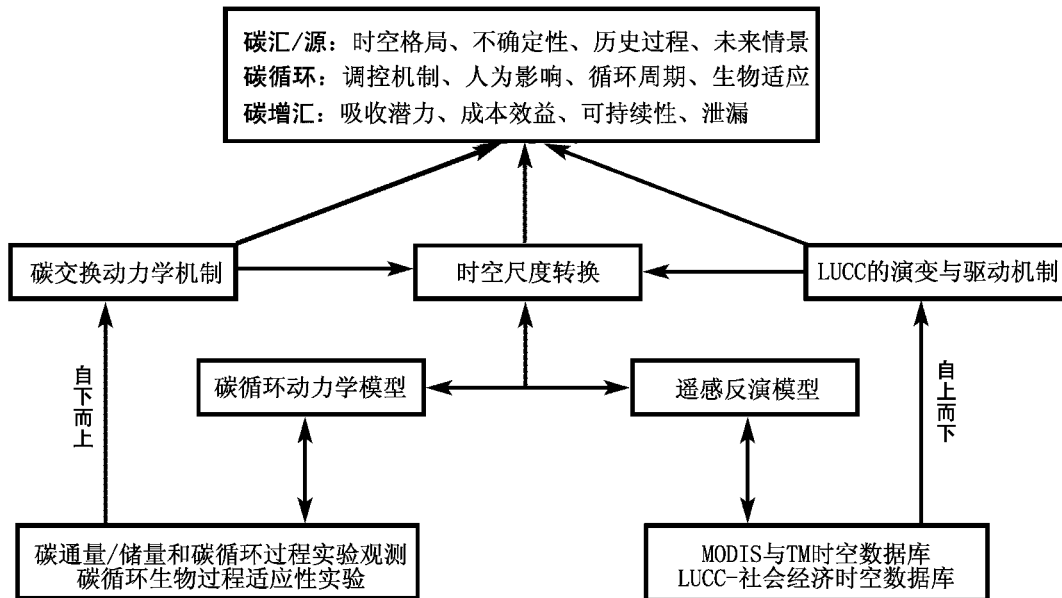 碳汇/源：时空格局、不确定性、历史过程、未来情景
碳循环：调控机制、人为影响、循环周期、生物适应
碳增汇：吸收潜力、成本效益、可持续性、泄漏
碳交换动力学机制
时空尺度转换
LUCC的演变与驱动机制
自下而上
碳循环动力学模型
遥感反演模型
自上而下
碳通量/储量和碳循环过程实验观测
碳循环生物过程适应性实验
MODIS与TM时空数据库
LUCC-社会经济时空数据库